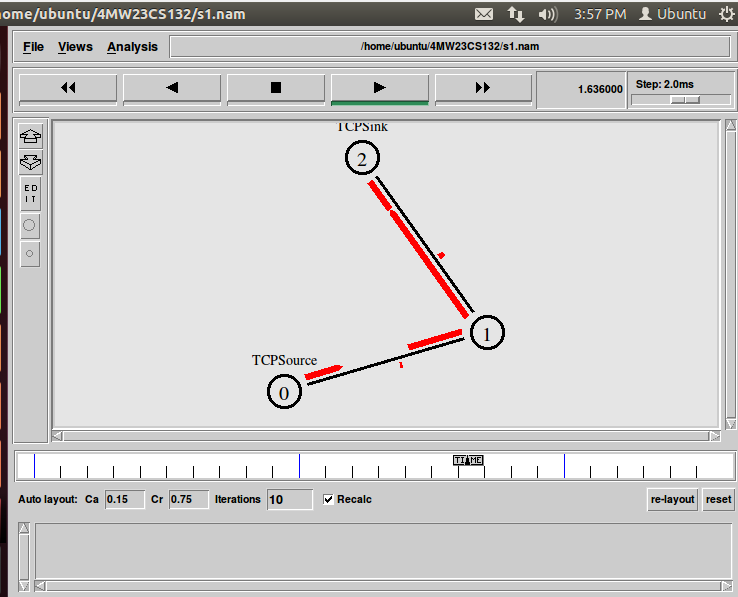 ome/ubuntu/4MW23CS132/s1.nam 3:57 PM Ubuntu
File Views Analysis /home/ubuntu/4MW23CS132/s1.nam
1.636000 Step: 2.0ms
ED
IT
TCPSink
2
1
TCPSource
0
TIME
Auto layout: Ca 0.15 Cr 0.75 Iterations 10 Recalc re-layout reset